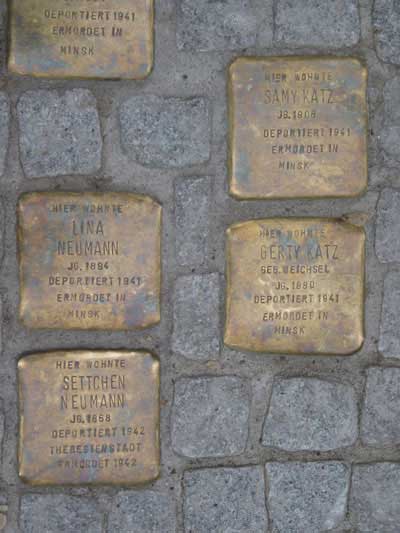 DEPORTIERT 1941
ERMORDET IN
MINSK
HIER WOHNTE
SAMY KATZ
JG. 1908
DEPORTIERT 1941
ERMORDET IN
MINSK
HIER WOHNTE
LINA
NEUMANN
JG. 1894
DEPORTIERT 1941
ERMORDET IN
MINSK
HIER WOHNTE
GERTY KATZ
GEB. WEICHSEL
JG. 1880
DEPORTIERT 1941
ERMORDET IN
MINSK
HIER WOHNTE
SETTCHEN
NEUMANN
JG. 1868
DEPORTIERT 1942
THERESIENSTADT
ERMORDET 1942